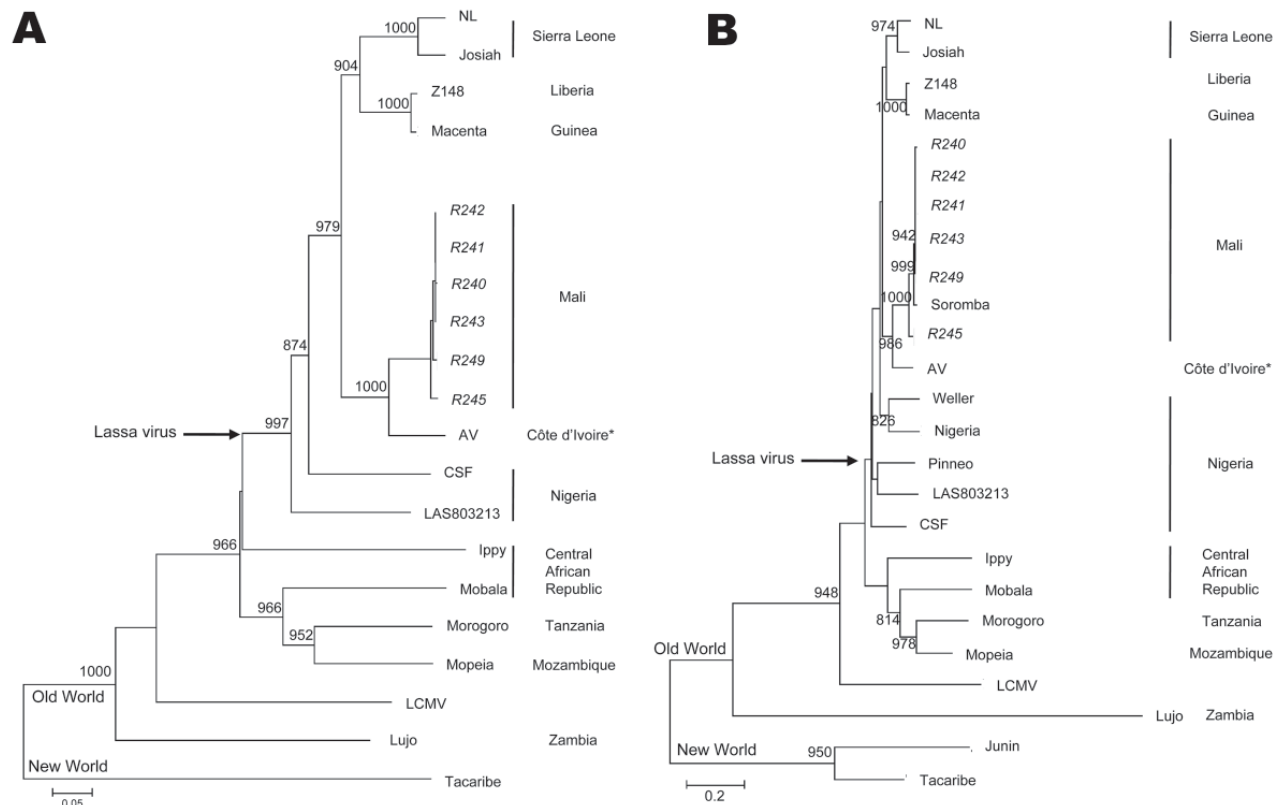 A
NL
1000
Sierra Leone
Josiah
904
Z148
Liberia
1000
Macenta
Guinea
R242
979
R241
R240
Mali
R243
874
R249
1000
R245
997
Lassa virus
AV
Côte d'Ivoire*
CSF
Nigeria
LAS803213
966
Ippy
Central
African
Republic
Mobala
966
Morogoro
Tanzania
952
Mopeia
Mozambique
1000
Old World
LCMV
Lujo
Zambia
New World
Tacaribe
0.05
B
974
NL
Sierra Leone
Josiah
Z148
Liberia
1000
Macenta
Guinea
R240
R242
R241
942
R243
Mali
999
R249
1000
Soromba
986
R245
AV
Côte d'Ivoire*
Weller
826
Nigeria
Lassa virus
Pinneo
Nigeria
LAS803213
CSF
Ippy
Central
African
Republic
948
Mobala
814
Morogoro
Tanzania
978
Mopeia
Mozambique
Old World
LCMV
Lujo
Zambia
New World
950
Junin
Tacaribe
0.2